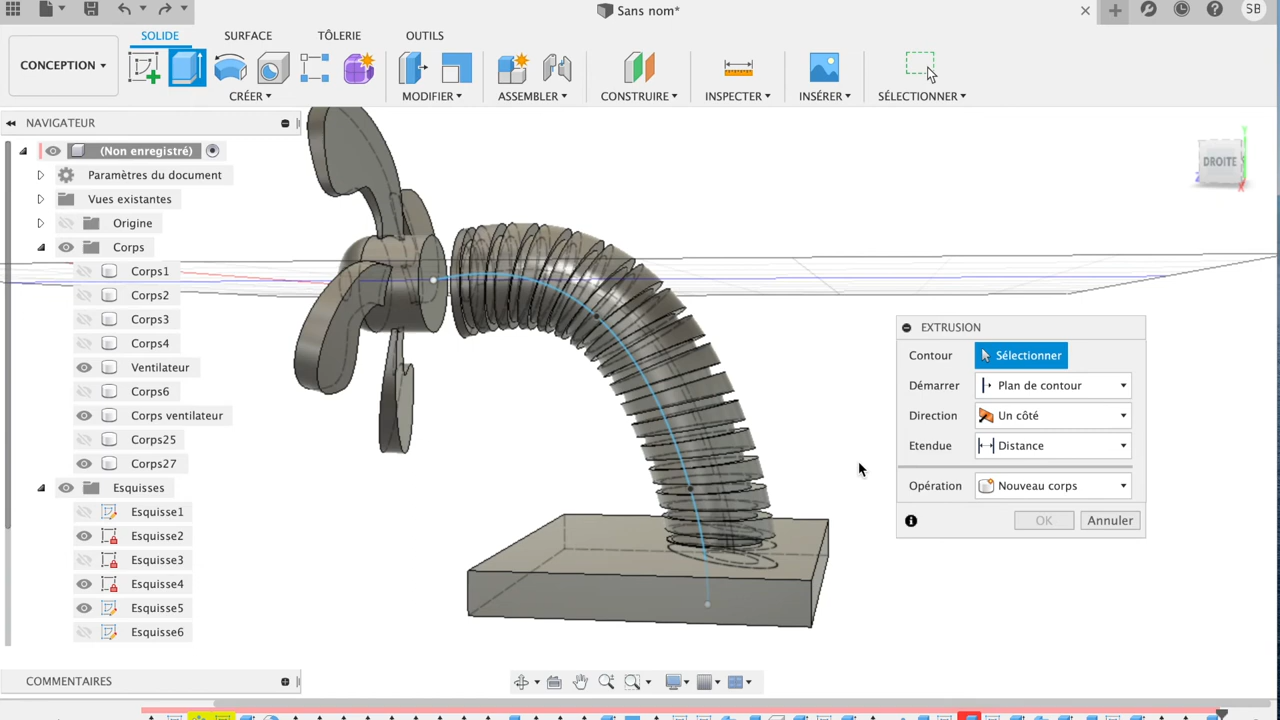 Sans nom*
SB
SOLIDE SURFACE TÔLERIE OUTILS
CONCEPTION
CRÉER MODIFIER ASSEMBLER CONSTRUIRE INSPECTER INSÉRER SÉLECTIONNER
NAVIGATEUR
(Non enregistré)
Paramètres du document
Vues existantes
Origine
Corps
Corps1
Corps2
Corps3
Corps4
Ventilateur
Corps6
Corps ventilateur
Corps25
Corps27
Esquisses
Esquisse1
Esquisse2
Esquisse3
Esquisse4
Esquisse5
Esquisse6
COMMENTAIRES
DROITE
EXTRUSION
Contour Sélectionner
Démarrer Plan de contour
Direction Un côté
Etendue Distance
Opération Nouveau corps
OK Annuler